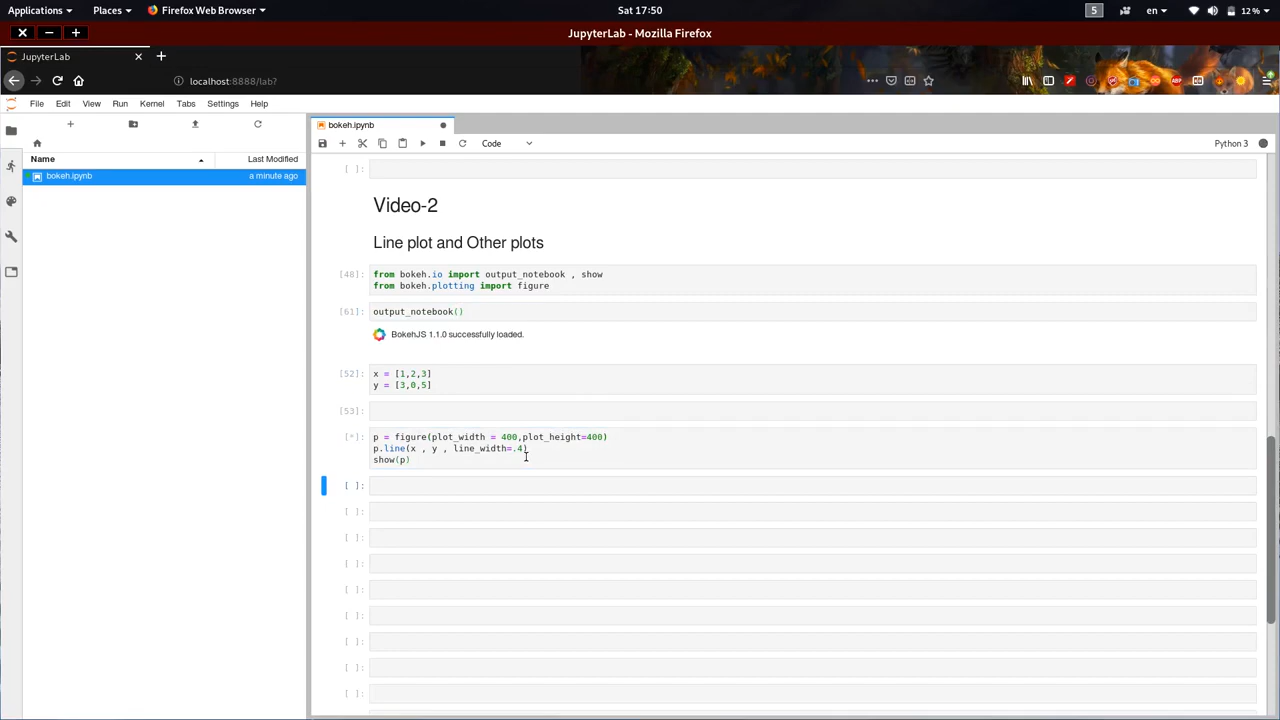 Applications
Places
Firefox Web Browser
Sat 17:50
5
en
12 %
JupyterLab - Mozilla Firefox
JupyterLab
localhost:8888/lab?
File
Edit
View
Run
Kernel
Tabs
Settings
Help
bokeh.ipynb
Code
Python 3
Name
Last Modified
bokeh.ipynb
a minute ago
[ ]:
Video-2
Line plot and Other plots
[48]:
from bokeh.io import output_notebook , show
from bokeh.plotting import figure
[61]:
output_notebook()
BokehJS 1.1.0 successfully loaded.
[52]:
x = [1,2,3]
y = [3,0,5]
[53]:
[*]:
p = figure(plot_width = 400,plot_height=400)
p.line(x , y , line_width=.4)
show(p)
[ ]:
[ ]:
[ ]:
[ ]:
[ ]:
[ ]:
[ ]:
[ ]:
[ ]: